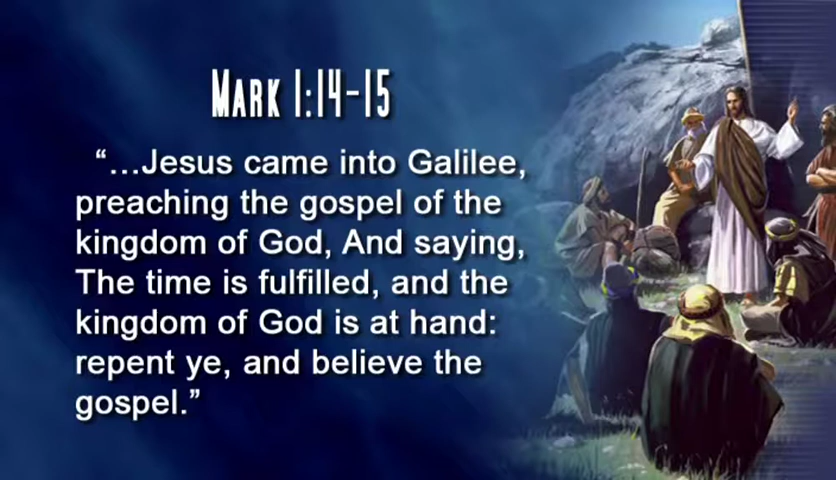 Mark 1:14-15
“...Jesus came into Galilee,
preaching the gospel of the
kingdom of God, And saying,
The time is fulfilled, and the
kingdom of God is at hand:
repent ye, and believe the
gospel.”